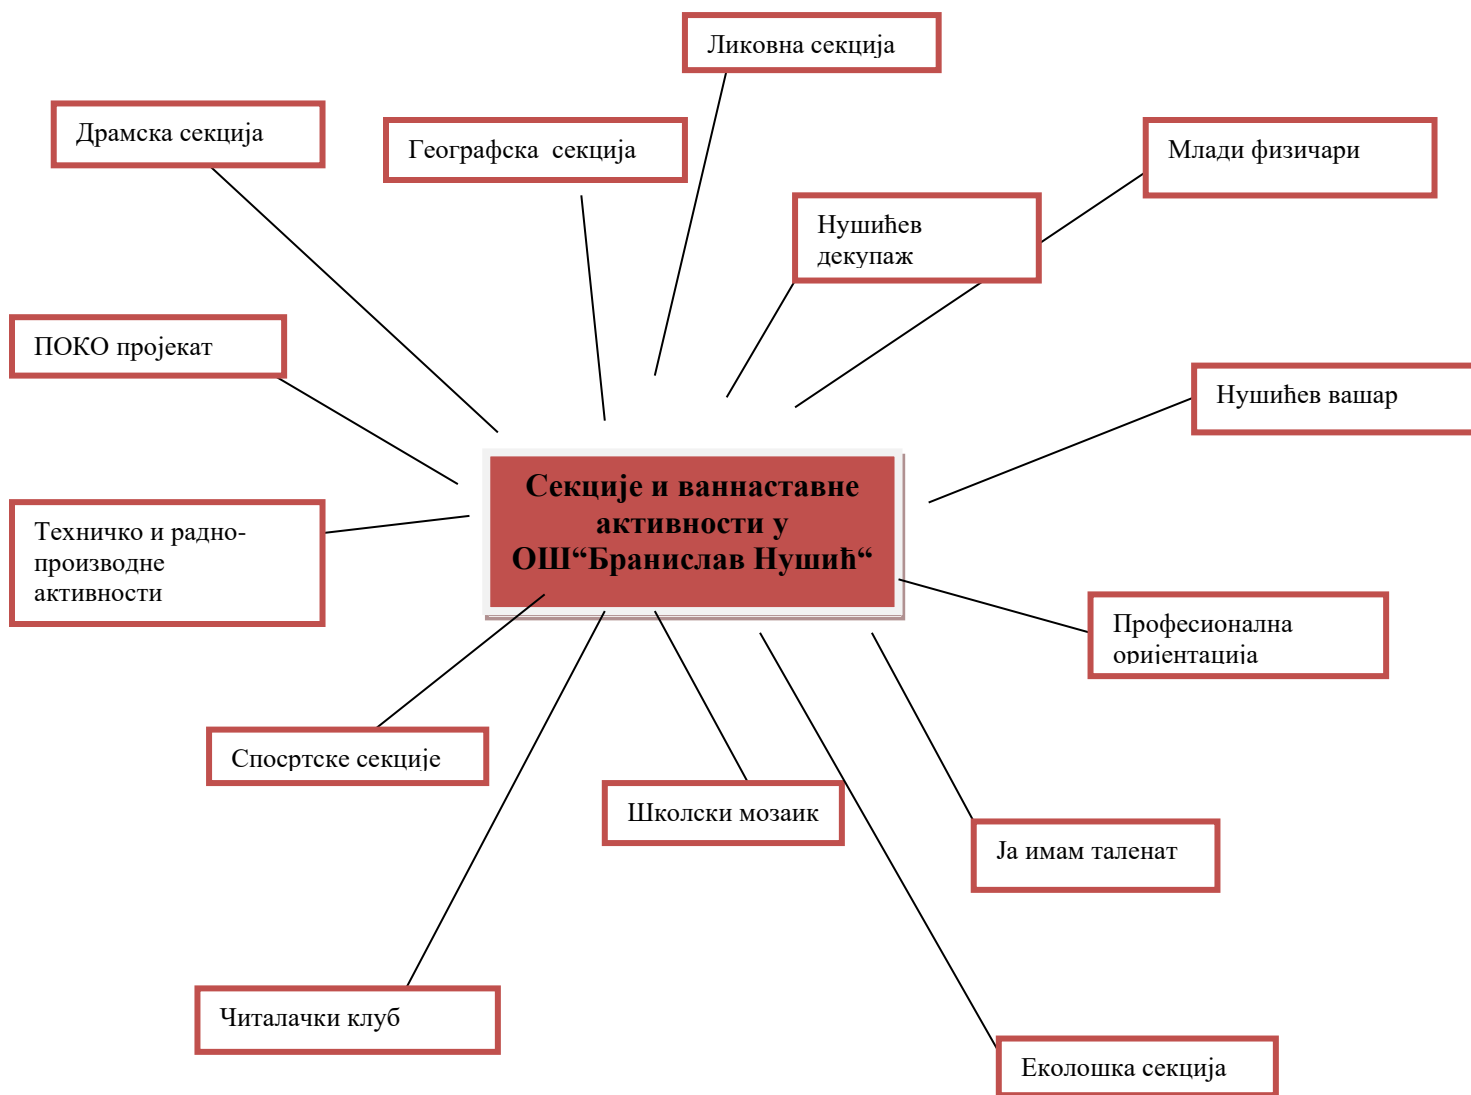 Ликовна секција
Драмска секција
Географска  секција
Млади физичари
Нушићев
декупаж
ПОКО пројекат
Нушићев вашар
Секције и ваннаставне
активности у
ОШ“Бранислав Нушић“
Техничко и радно-
производне
активности
Професионална
оријентација
Спосртске секције
Школски мозаик
Ја имам таленат
Читалачки клуб
Еколошка секција